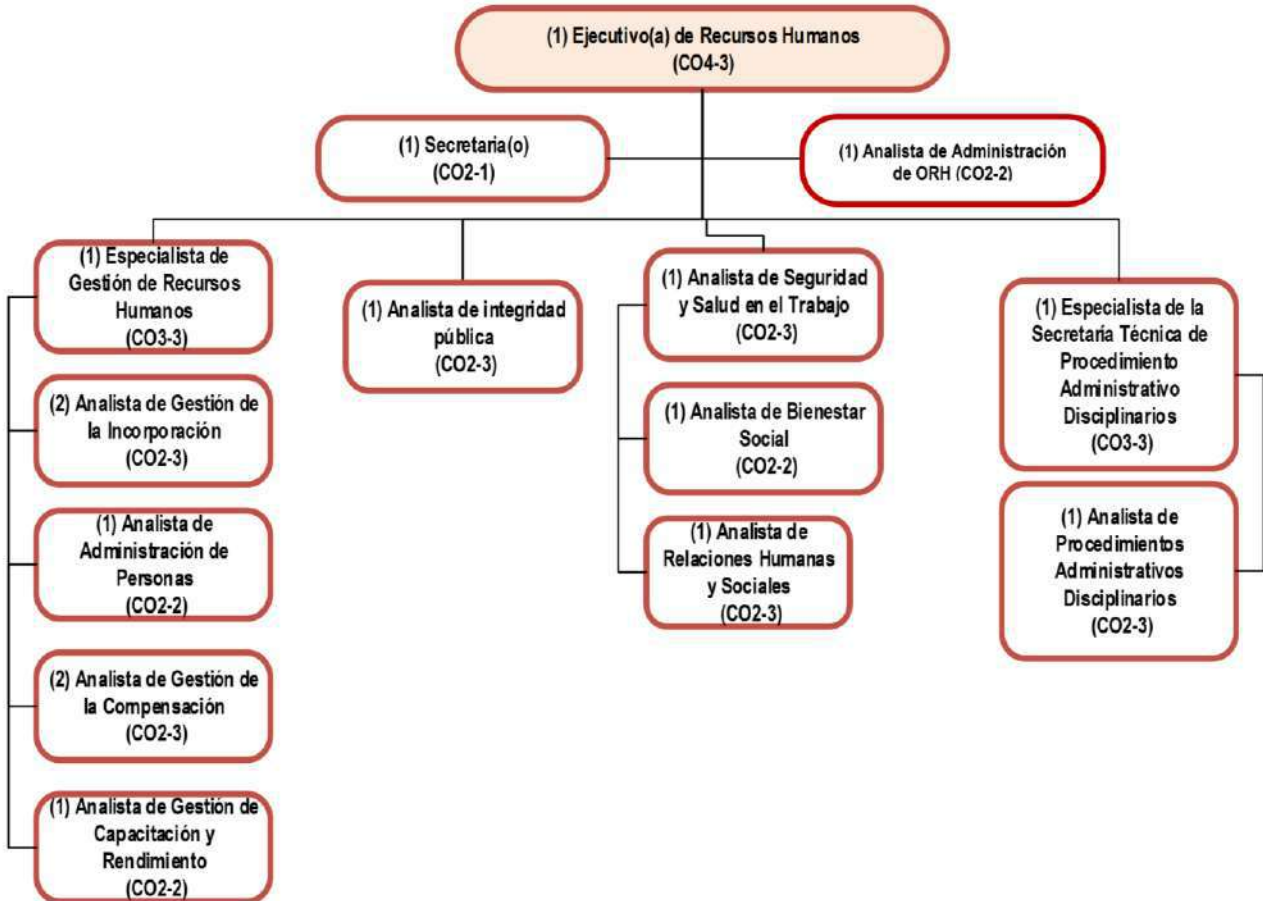 (1) Ejecutivo(a) de Recursos Humanos
(CO4-3)
(1) Secretaria(o)
(CO2-1)
(1) Analista de Administración
de ORH (CO2-2)
(1) Especialista de
Gestión de Recursos
Humanos
(CO3-3)
(2) Analista de Gestión de
la Incorporación
(CO2-3)
(1) Analista de
Administración de
Personas
(CO2-2)
(2) Analista de Gestión de
la Compensación
(CO2-3)
(1) Analista de Gestión de
Capacitación y
Rendimiento
(CO2-2)
(1) Analista de integridad
pública
(CO2-3)
(1) Analista de Seguridad
y Salud en el Trabajo
(CO2-3)
(1) Analista de Bienestar
Social
(CO2-2)
(1) Analista de
Relaciones Humanas
y Sociales
(CO2-3)
(1) Especialista de la
Secretaría Técnica de
Procedimiento
Administrativo
Disciplinarios
(CO3-3)
(1) Analista de
Procedimientos
Administrativos
Disciplinarios
(CO2-3)